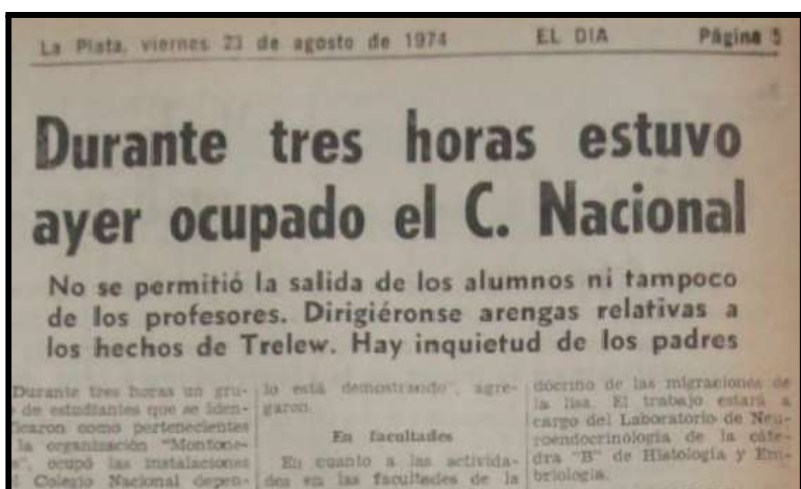 La Plata, viernes 23 de agosto de 1974 EL DIA Página 5
Durante tres horas estuvo
ayer ocupado el C. Nacional
No se permitió la salida de los alumnos ni tampoco
de los profesores. Dirigiéronse arengas relativas a
los hechos de Trelew. Hay inquietud de los padres
Durante tres horas un gru-
de estudiantes que se iden-
ficaron como pertenecientes
la organización "Montone-
s", ocupó las instalaciones
l Colegio Nacional depen-
lo está demostrando", agre-
garon.
En facultades
En cuanto a las activida-
des en las facultades de la
docrino de las migraciones de
la lisa. El trabajo estará a
cargo del Laboratorio de Neu-
roendocrinología de la cáte-
dra "B" de Histología y Em-
briología.